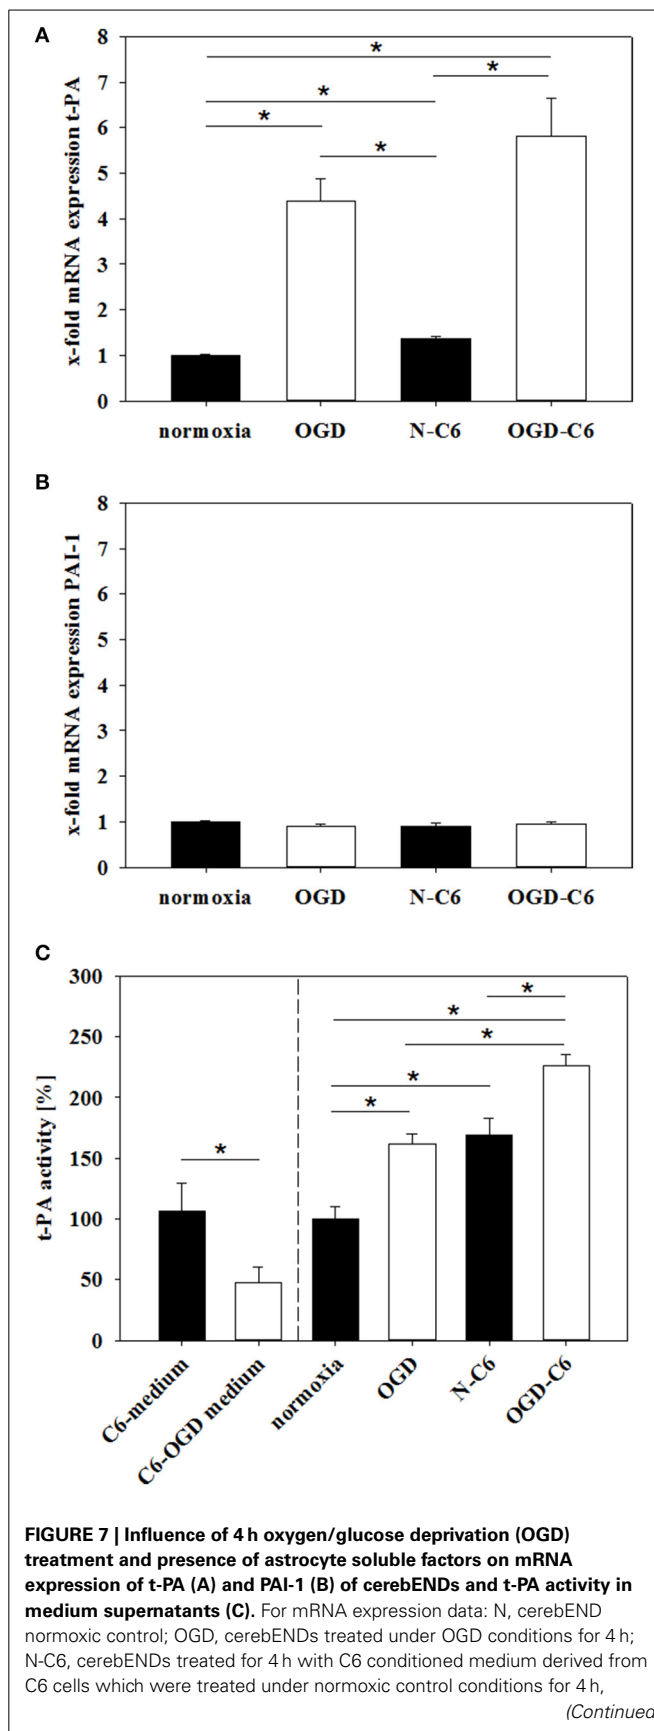 A
x-fold mRNA expression t-PA
8
7
6
5
4
3
2
1
0
*
*
*
*
*
normoxia OGD N-C6 OGD-C6
B
x-fold mRNA expression PAI-1
8
7
6
5
4
3
2
1
0
normoxia OGD N-C6 OGD-C6
C
t-PA activity [%]
300
250
200
150
100
50
0
*
*
*
*
*
*
C6-medium C6-OGD medium normoxia OGD N-C6 OGD-C6
FIGURE 7 | Influence of 4 h oxygen/glucose deprivation (OGD)
treatment and presence of astrocyte soluble factors on mRNA
expression of t-PA (A) and PAI-1 (B) of cerebENDs and t-PA activity in
medium supernatants (C). For mRNA expression data: N, cerebEND
normoxic control; OGD, cerebENDs treated under OGD conditions for 4 h;
N-C6, cerebENDs treated for 4 h with C6 conditioned medium derived from
C6 cells which were treated under normoxic control conditions for 4 h,
(Continued